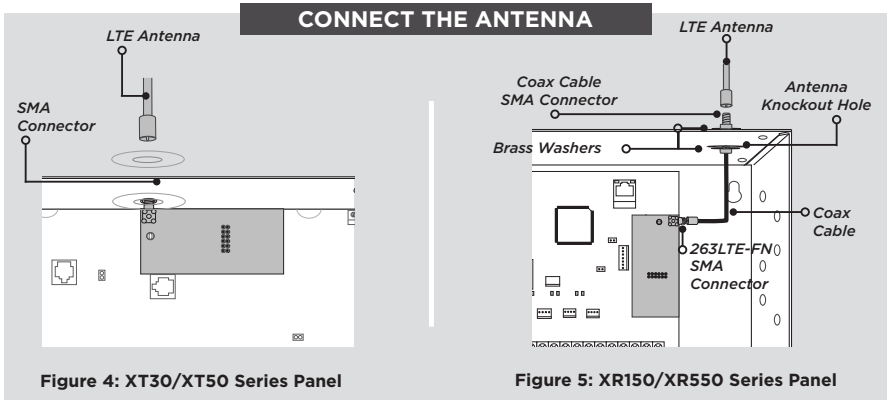 CONNECT THE ANTENNA
LTE Antenna
SMA
Connector
Figure 4: XT30/XT50 Series Panel
LTE Antenna
Coax Cable
SMA Connector
Antenna
Knockout Hole
Brass Washers
Coax
Cable
263LTE-FN
SMA
Connector
Figure 5: XR150/XR550 Series Panel